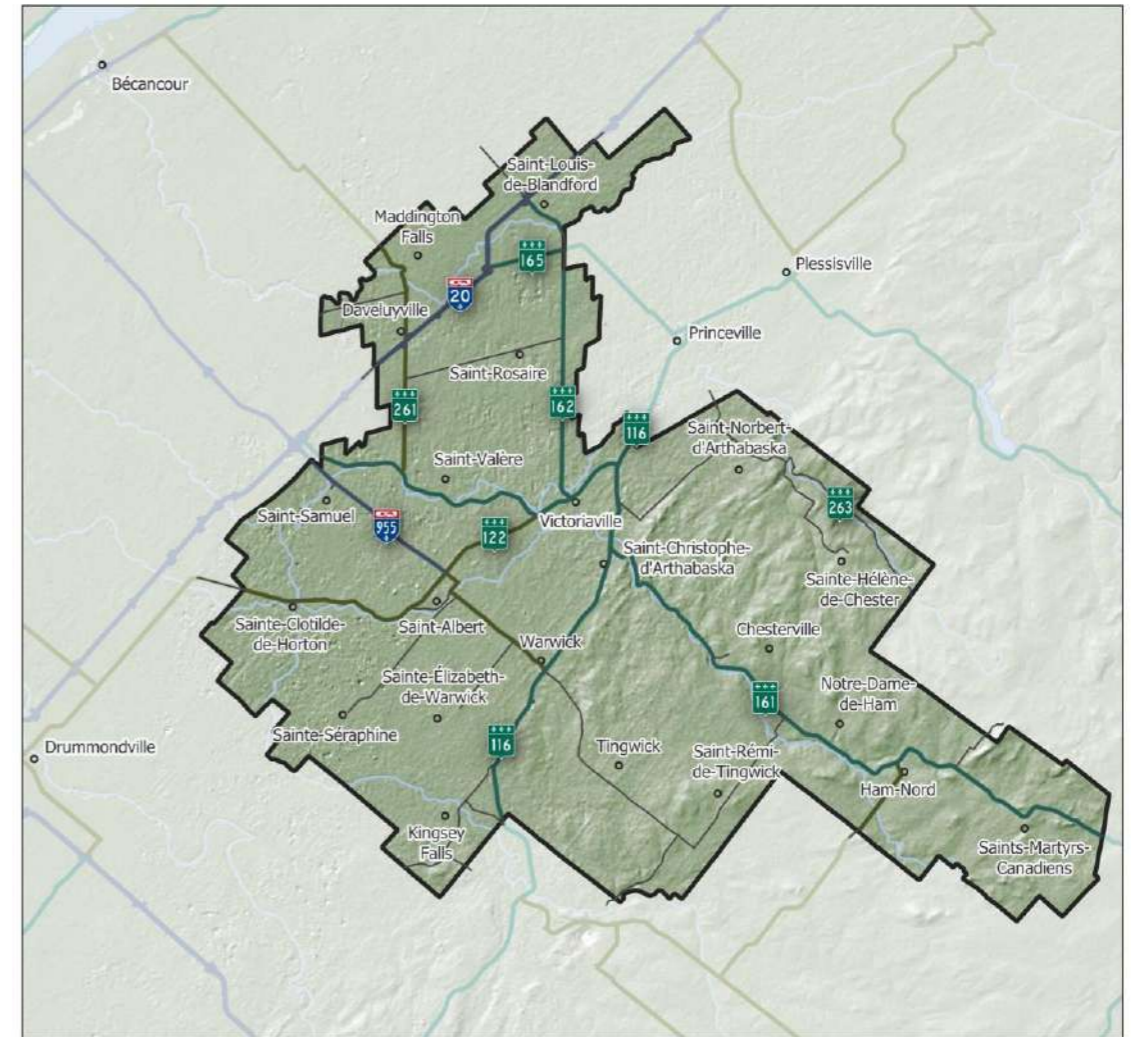 Bécancour
Saint-Louis-
de-Blandford
Maddington
Falls
165
Plessisville
20
Daveluyville
Princeville
Saint-Rosaire
261
162
116
Saint-Norbert-
d'Arthabaska
Saint-Valère
Saint-Samuel
955
122
Victoriaville
263
Saint-Christophe-
d'Arthabaska
Sainte-Hélène-
de-Chester
Sainte-Clotilde-
de-Horton
Saint-Albert
Chesterville
Warwick
Sainte-Élizabeth-
de-Warwick
Notre-Dame-
de-Ham
161
Sainte-Séraphine
116
Drummondville
Tingwick
Saint-Rémi-
de-Tingwick
Ham-Nord
Kingsey
Falls
Saints-Martyrs-
Canadiens